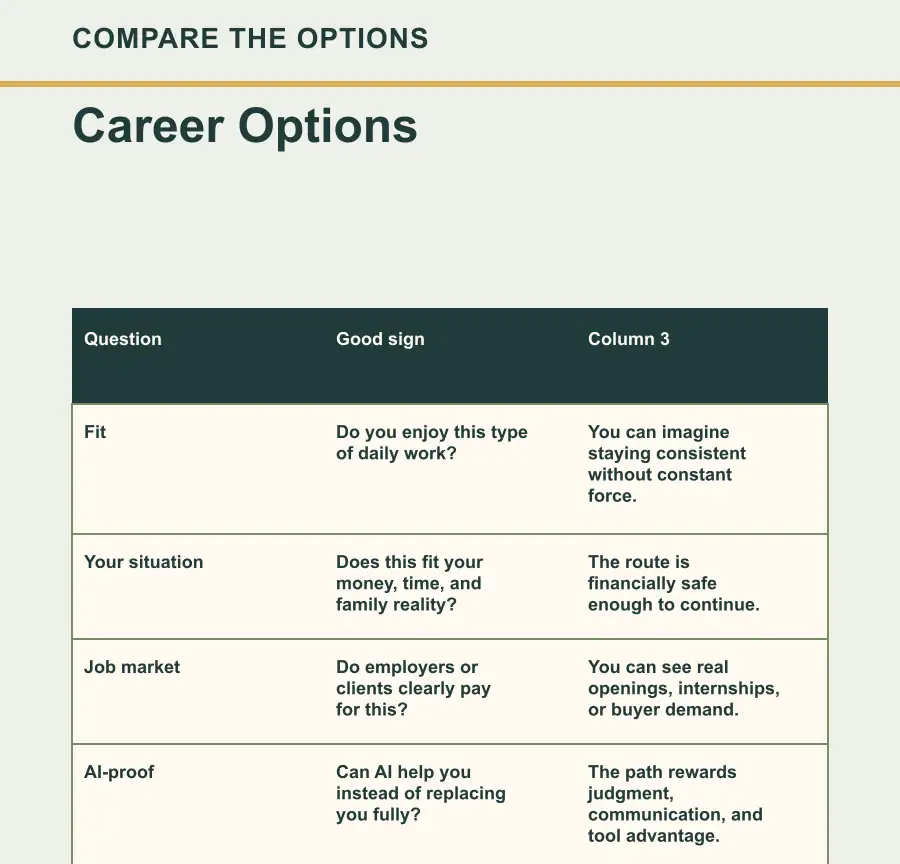 COMPARE THE OPTIONS
Career Options
Question
Good sign
Column 3
Fit
Do you enjoy this type
of daily work?
You can imagine
staying consistent
without constant
force.
Your situation
Does this fit your
money, time, and
family reality?
The route is
financially safe
enough to continue.
Job market
Do employers or
clients clearly pay
for this?
You can see real
openings, internships,
or buyer demand.
AI-proof
Can AI help you
instead of replacing
you fully?
The path rewards
judgment,
communication, and
tool advantage.